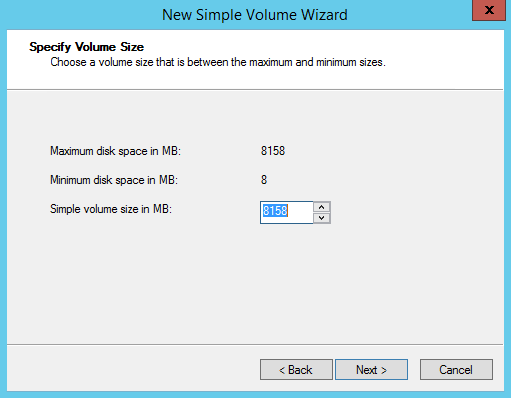 New Simple Volume Wizard
x
Specify Volume Size
Choose a volume size that is between the maximum and minimum sizes.
Maximum disk space in MB: 8158
Minimum disk space in MB: 8
Simple volume size in MB: 8158
< Back Next > Cancel